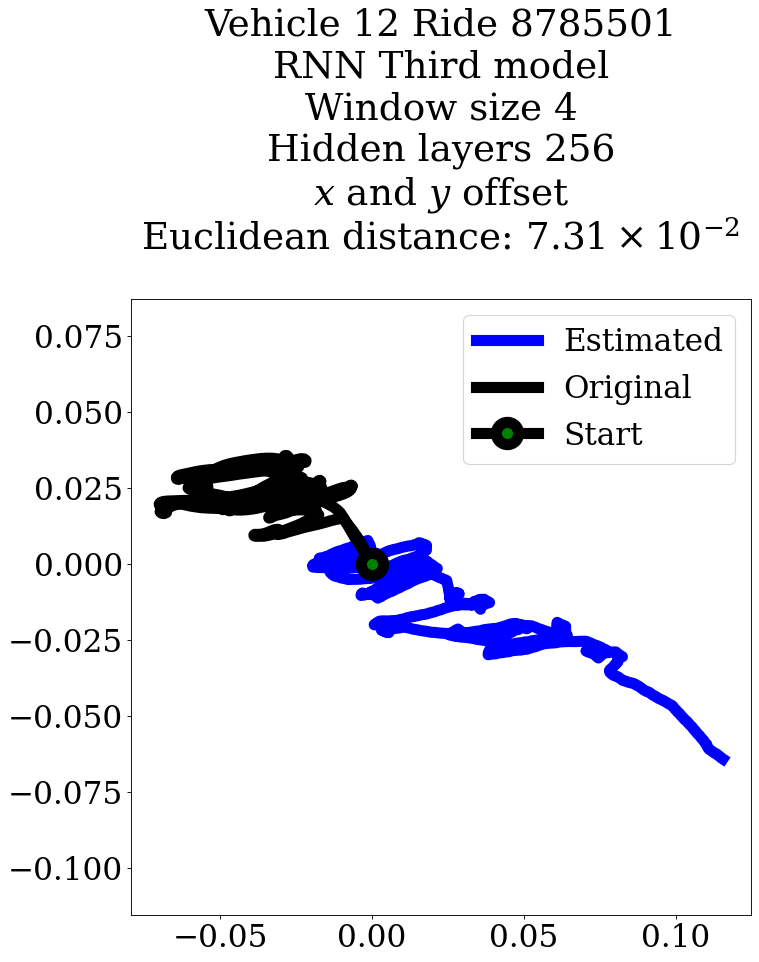 Vehicle 12 Ride 8785501
RNN Third model
Window size 4
Hidden layers 256
x and y offset
Euclidean distance: 7.31 × 10⁻²
Estimated
Original
Start
0.075
0.050
0.025
0.000
−0.025
−0.050
−0.075
−0.100
−0.05 0.00 0.05 0.10